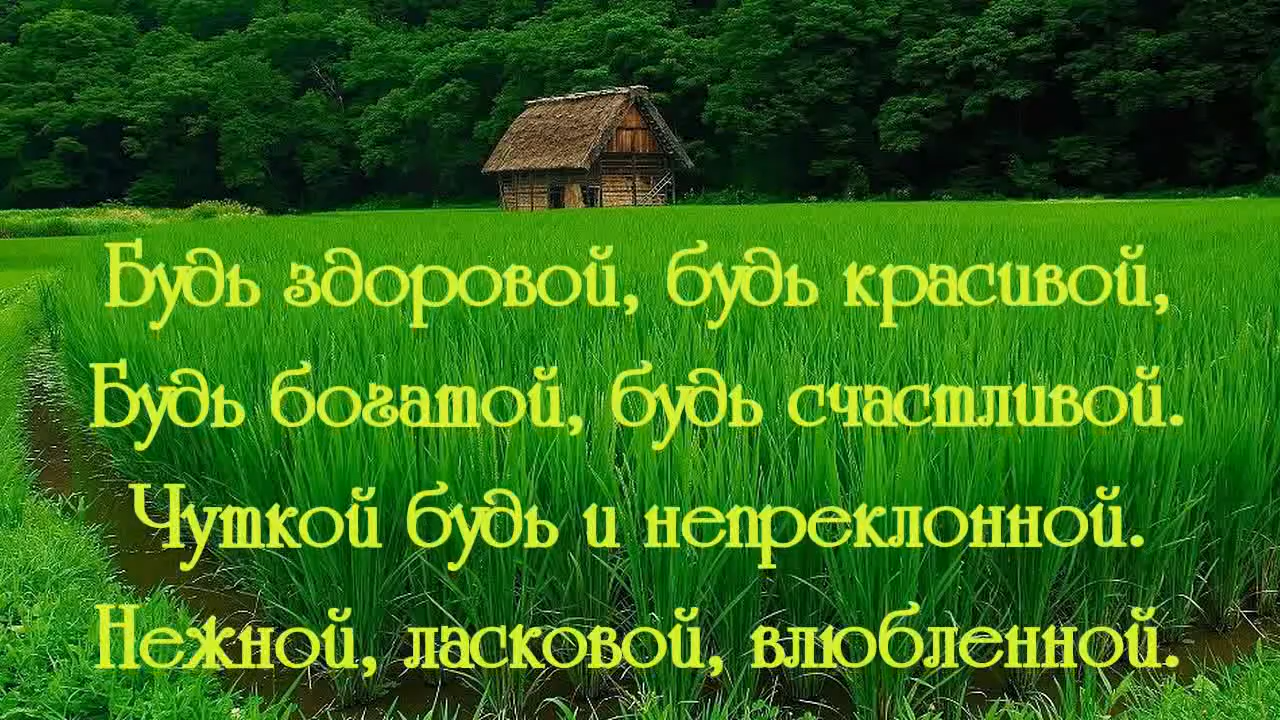 Будь здоровой, будь красивой,
Будь богатой, будь счастливой.
Чуткой будь и непреклонной.
Нежной, ласковой, влюбленной.